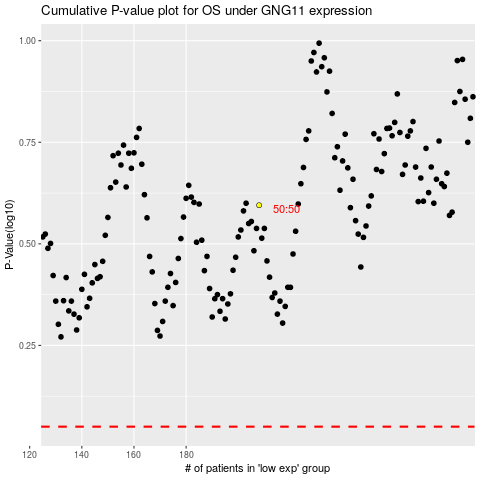 Cumulative P-value plot for OS under GNG11 expression
1.00
0.75
0.50
0.25
P-Value(log10)
50:50
120 140 160 180
# of patients in 'low exp' group